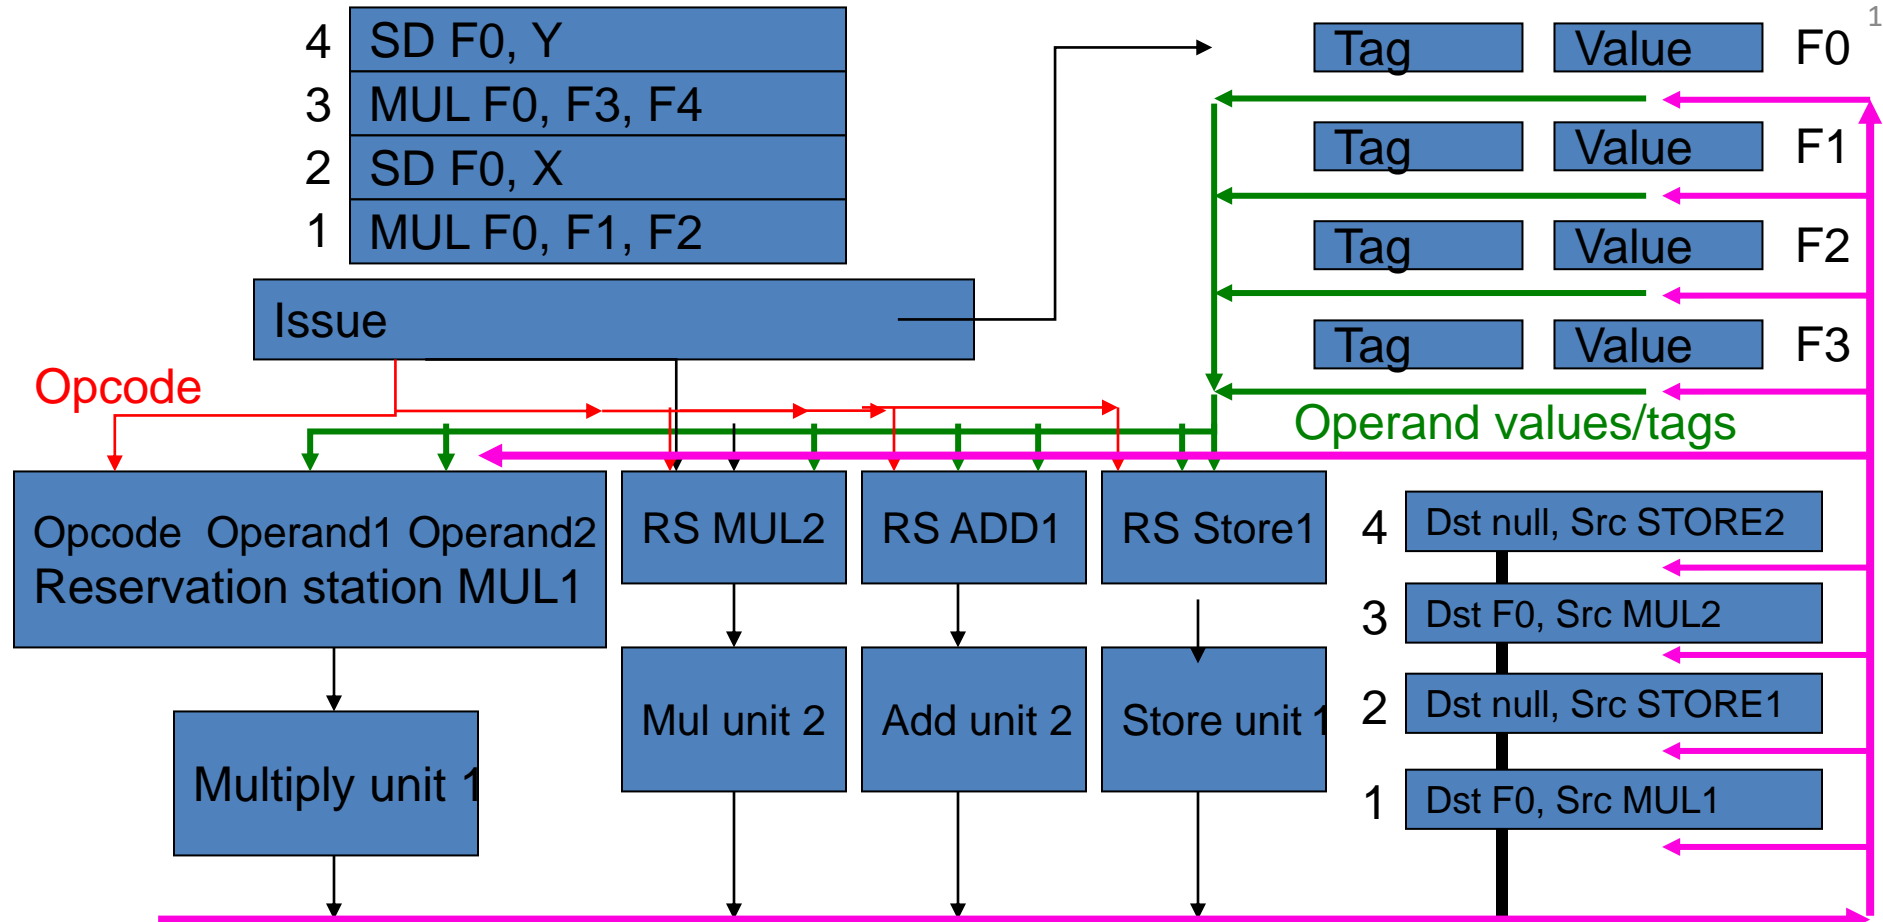 1
4 SD F0, Y
3 MUL F0, F3, F4
2 SD F0, X
1 MUL F0, F1, F2
Issue
Tag Value F0
Tag Value F1
Tag Value F2
Tag Value F3
Opcode
Operand values/tags
Opcode Operand1 Operand2
Reservation station MUL1
RS MUL2
RS ADD1
RS Store1
Multiply unit 1
Mul unit 2
Add unit 2
Store unit 1
4 Dst null, Src STORE2
3 Dst F0, Src MUL2
2 Dst null, Src STORE1
1 Dst F0, Src MUL1